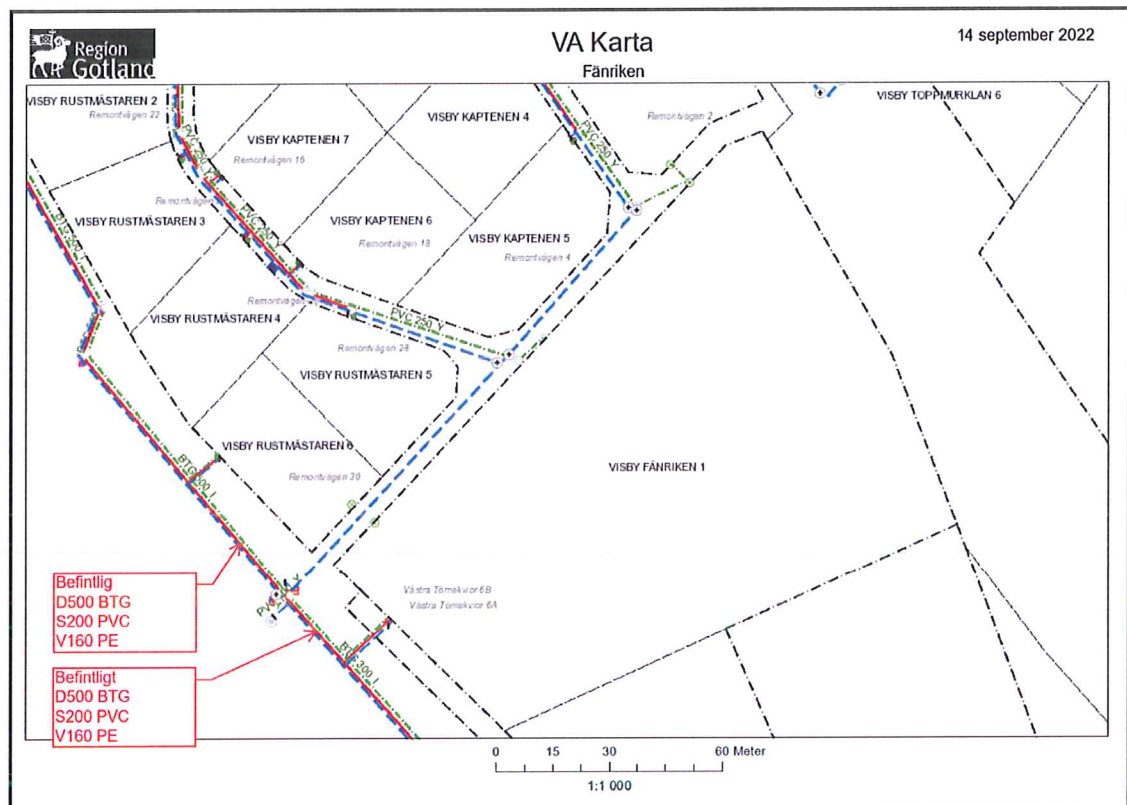 Region
Gotland
VA Karta
Fänriken
14 september 2022
VISBY RUSTMÄSTAREN 2
Remontvägen 22
VISBY KAPTENEN 7
Remontvägen 16
VISBY KAPTENEN 4
Remontvägen 2
VISBY TOPPMURKLAN 6
PVC 250 Y
PVC 250 Y
Remontvägen
VISBY RUSTMÄSTAREN 3
PVC 250 Y
VISBY KAPTENEN 6
Remontvägen 18
VISBY KAPTENEN 5
Remontvägen 4
Remontvägen
VISBY RUSTMÄSTAREN 4
PVC 250 Y
Remontvägen 28
VISBY RUSTMÄSTAREN 5
VISBY RUSTMÄSTAREN 6
Remontvägen 30
VISBY FÄNRIKEN 1
Befintlig
D500 BTG
S200 PVC
V160 PE
Västra Törnekvior 6B
Västra Törnekvior 6A
BTG 300 I
Befintligt
D500 BTG
S200 PVC
V160 PE
0 15 30 60 Meter
1:1 000